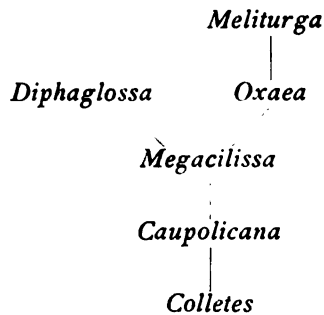 Meliturga
Diphaglossa Oxaea
Megacilissa
Caupolicana
Colletes